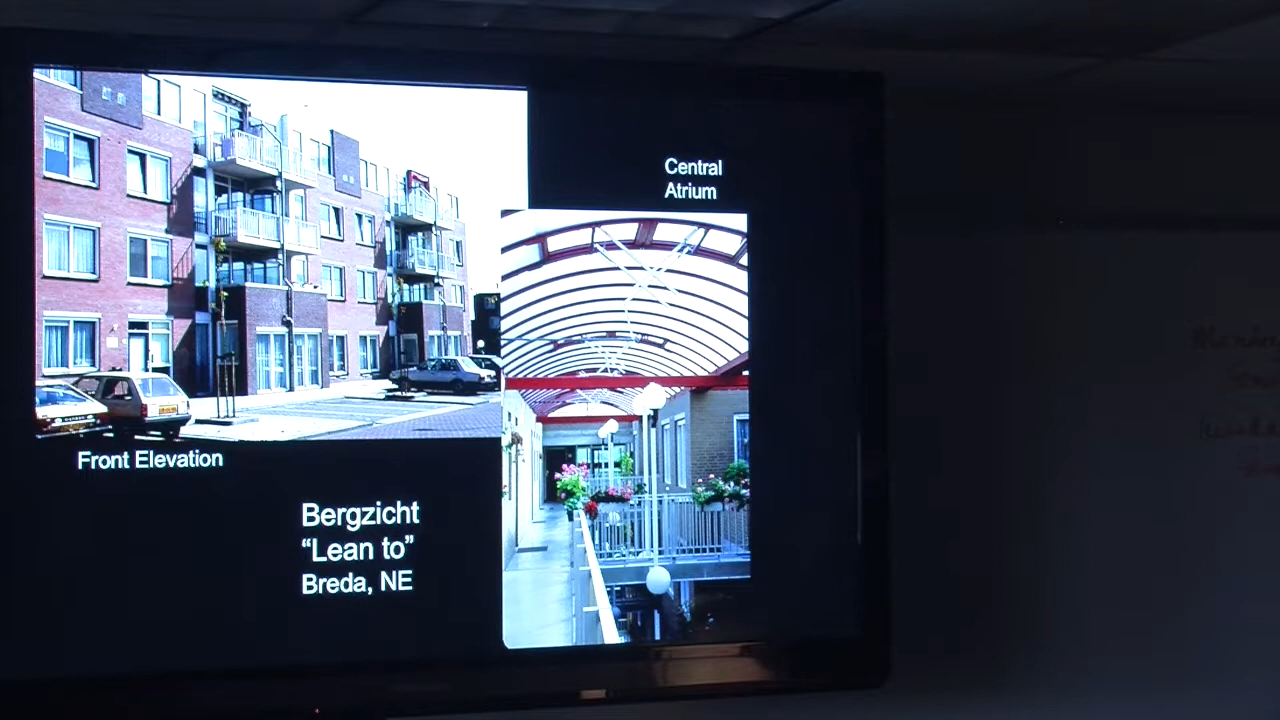 Central
Atrium
Front Elevation
Bergzicht
“Lean to”
Breda, NE